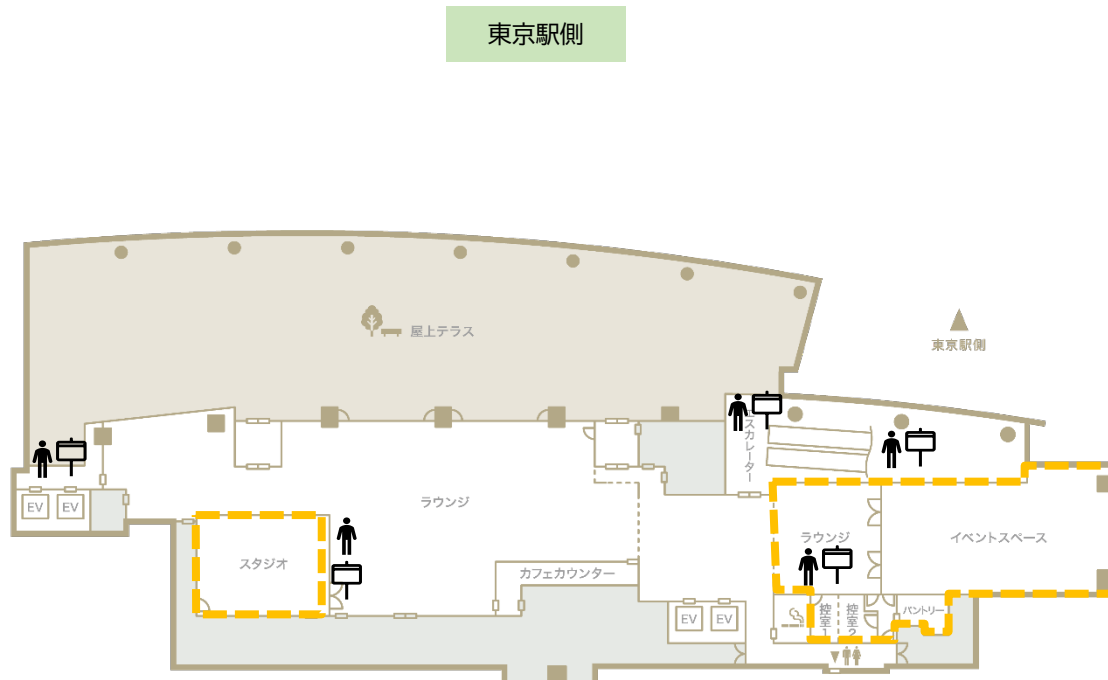 東京駅側
屋上テラス
東京駅側
エスカレーター
EV
EV
ラウンジ
スタジオ
カフェカウンター
ラウンジ
イベントスペース
EV
EV
控室1
控室2
パントリー